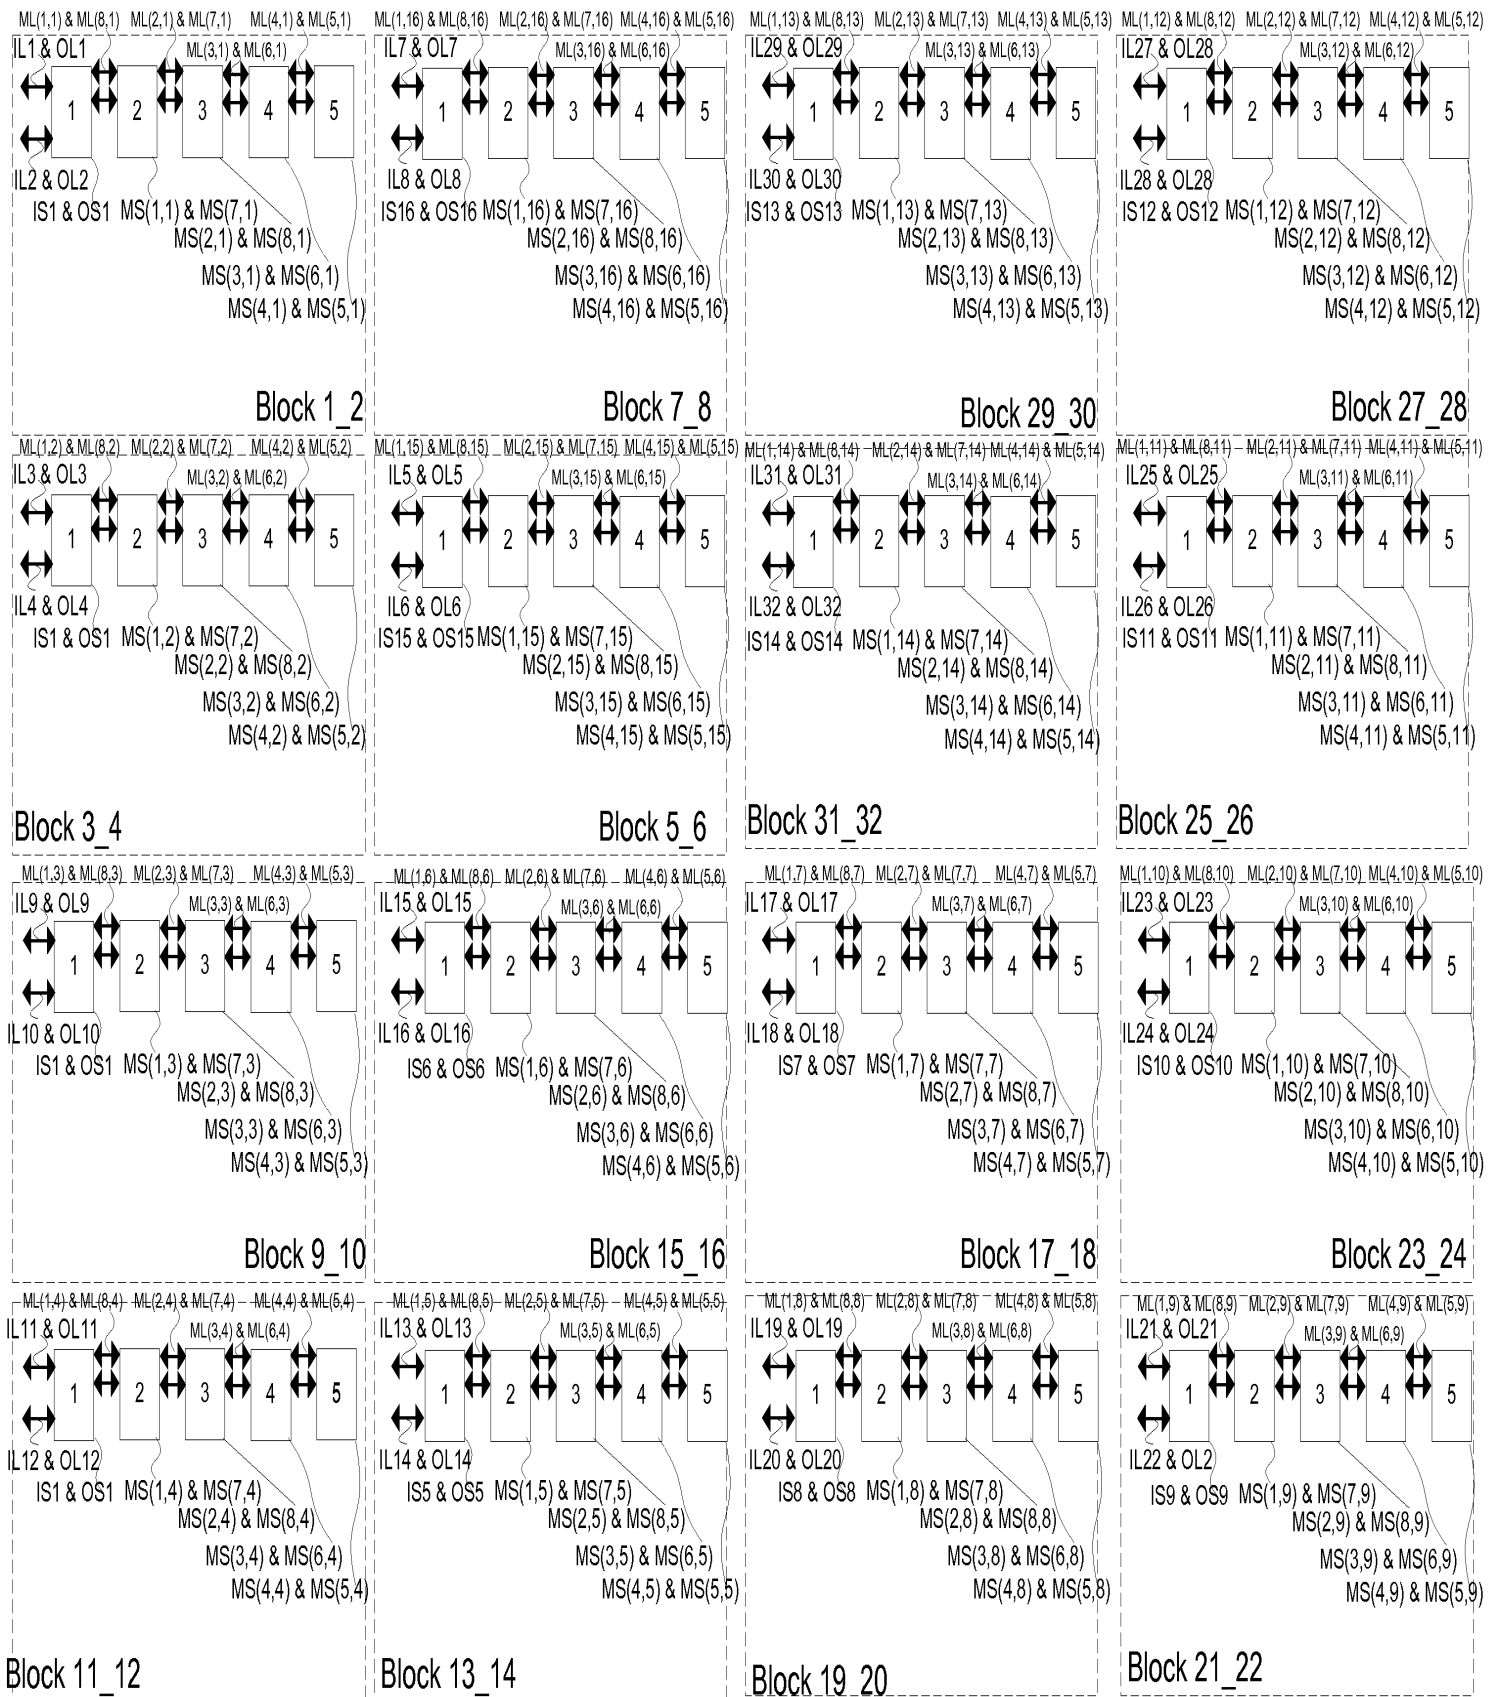 ML(1,1) & ML(8,1) ML(2,1) & ML(7,1) ML(4,1) & ML(5,1)
IL1 & OL1 ML(3,1) & ML(6,1)
1 2 3 4 5
IL2 & OL2
IS1 & OS1 MS(1,1) & MS(7,1)
MS(2,1) & MS(8,1)
MS(3,1) & MS(6,1)
MS(4,1) & MS(5,1)
Block 1_2
ML(1,16) & ML(8,16) ML(2,16) & ML(7,16) ML(4,16) & ML(5,16)
IL7 & OL7 ML(3,16) & ML(6,16)
1 2 3 4 5
IL8 & OL8
IS16 & OS16 MS(1,16) & MS(7,16)
MS(2,16) & MS(8,16)
MS(3,16) & MS(6,16)
MS(4,16) & MS(5,16)
Block 7_8
ML(1,13) & ML(8,13) ML(2,13) & ML(7,13) ML(4,13) & ML(5,13)
IL29 & OL29 ML(3,13) & ML(6,13)
1 2 3 4 5
IL30 & OL30
IS13 & OS13 MS(1,13) & MS(7,13)
MS(2,13) & MS(8,13)
MS(3,13) & MS(6,13)
MS(4,13) & MS(5,13)
Block 29_30
ML(1,12) & ML(8,12) ML(2,12) & ML(7,12) ML(4,12) & ML(5,12)
IL27 & OL28 ML(3,12) & ML(6,12)
1 2 3 4 5
IL28 & OL28
IS12 & OS12 MS(1,12) & MS(7,12)
MS(2,12) & MS(8,12)
MS(3,12) & MS(6,12)
MS(4,12) & MS(5,12)
Block 27_28
ML(1,2) & ML(8,2) ML(2,2) & ML(7,2) ML(4,2) & ML(5,2)
IL3 & OL3 ML(3,2) & ML(6,2)
1 2 3 4 5
IL4 & OL4
IS1 & OS1 MS(1,2) & MS(7,2)
MS(2,2) & MS(8,2)
MS(3,2) & MS(6,2)
MS(4,2) & MS(5,2)
Block 3_4
ML(1,15) & ML(8,15) ML(2,15) & ML(7,15) ML(4,15) & ML(5,15)
IL5 & OL5 ML(3,15) & ML(6,15)
1 2 3 4 5
IL6 & OL6
IS15 & OS15 MS(1,15) & MS(7,15)
MS(2,15) & MS(8,15)
MS(3,15) & MS(6,15)
MS(4,15) & MS(5,15)
Block 5_6
ML(1,14) & ML(8,14) ML(2,14) & ML(7,14) ML(4,14) & ML(5,14)
IL31 & OL31 ML(3,14) & ML(6,14)
1 2 3 4 5
IL32 & OL32
IS14 & OS14 MS(1,14) & MS(7,14)
MS(2,14) & MS(8,14)
MS(3,14) & MS(6,14)
MS(4,14) & MS(5,14)
Block 31_32
ML(1,11) & ML(8,11) ML(2,11) & ML(7,11) ML(4,11) & ML(5,11)
IL25 & OL25 ML(3,11) & ML(6,11)
1 2 3 4 5
IL26 & OL26
IS11 & OS11 MS(1,11) & MS(7,11)
MS(2,11) & MS(8,11)
MS(3,11) & MS(6,11)
MS(4,11) & MS(5,11)
Block 25_26
ML(1,3) & ML(8,3) ML(2,3) & ML(7,3) ML(4,3) & ML(5,3)
IL9 & OL9 ML(3,3) & ML(6,3)
1 2 3 4 5
IL10 & OL10
IS1 & OS1 MS(1,3) & MS(7,3)
MS(2,3) & MS(8,3)
MS(3,3) & MS(6,3)
MS(4,3) & MS(5,3)
Block 9_10
ML(1,6) & ML(8,6) ML(2,6) & ML(7,6) ML(4,6) & ML(5,6)
IL15 & OL15 ML(3,6) & ML(6,6)
1 2 3 4 5
IL16 & OL16
IS6 & OS6 MS(1,6) & MS(7,6)
MS(2,6) & MS(8,6)
MS(3,6) & MS(6,6)
MS(4,6) & MS(5,6)
Block 15_16
ML(1,7) & ML(8,7) ML(2,7) & ML(7,7) ML(4,7) & ML(5,7)
IL17 & OL17 ML(3,7) & ML(6,7)
1 2 3 4 5
IL18 & OL18
IS7 & OS7 MS(1,7) & MS(7,7)
MS(2,7) & MS(8,7)
MS(3,7) & MS(6,7)
MS(4,7) & MS(5,7)
Block 17_18
ML(1,10) & ML(8,10) ML(2,10) & ML(7,10) ML(4,10) & ML(5,10)
IL23 & OL23 ML(3,10) & ML(6,10)
1 2 3 4 5
IL24 & OL24
IS10 & OS10 MS(1,10) & MS(7,10)
MS(2,10) & MS(8,10)
MS(3,10) & MS(6,10)
MS(4,10) & MS(5,10)
Block 23_24
ML(1,4) & ML(8,4) ML(2,4) & ML(7,4) ML(4,4) & ML(5,4)
IL11 & OL11 ML(3,4) & ML(6,4)
1 2 3 4 5
IL12 & OL12
IS1 & OS1 MS(1,4) & MS(7,4)
MS(2,4) & MS(8,4)
MS(3,4) & MS(6,4)
MS(4,4) & MS(5,4)
Block 11_12
ML(1,5) & ML(8,5) ML(2,5) & ML(7,5) ML(4,5) & ML(5,5)
IL13 & OL13 ML(3,5) & ML(6,5)
1 2 3 4 5
IL14 & OL14
IS5 & OS5 MS(1,5) & MS(7,5)
MS(2,5) & MS(8,5)
MS(3,5) & MS(6,5)
MS(4,5) & MS(5,5)
Block 13_14
ML(1,8) & ML(8,8) ML(2,8) & ML(7,8) ML(4,8) & ML(5,8)
IL19 & OL19 ML(3,8) & ML(6,8)
1 2 3 4 5
IL20 & OL20
IS8 & OS8 MS(1,8) & MS(7,8)
MS(2,8) & MS(8,8)
MS(3,8) & MS(6,8)
MS(4,8) & MS(5,8)
Block 19_20
ML(1,9) & ML(8,9) ML(2,9) & ML(7,9) ML(4,9) & ML(5,9)
IL21 & OL21 ML(3,9) & ML(6,9)
1 2 3 4 5
IL22 & OL2
IS9 & OS9 MS(1,9) & MS(7,9)
MS(2,9) & MS(8,9)
MS(3,9) & MS(6,9)
MS(4,9) & MS(5,9)
Block 21_22